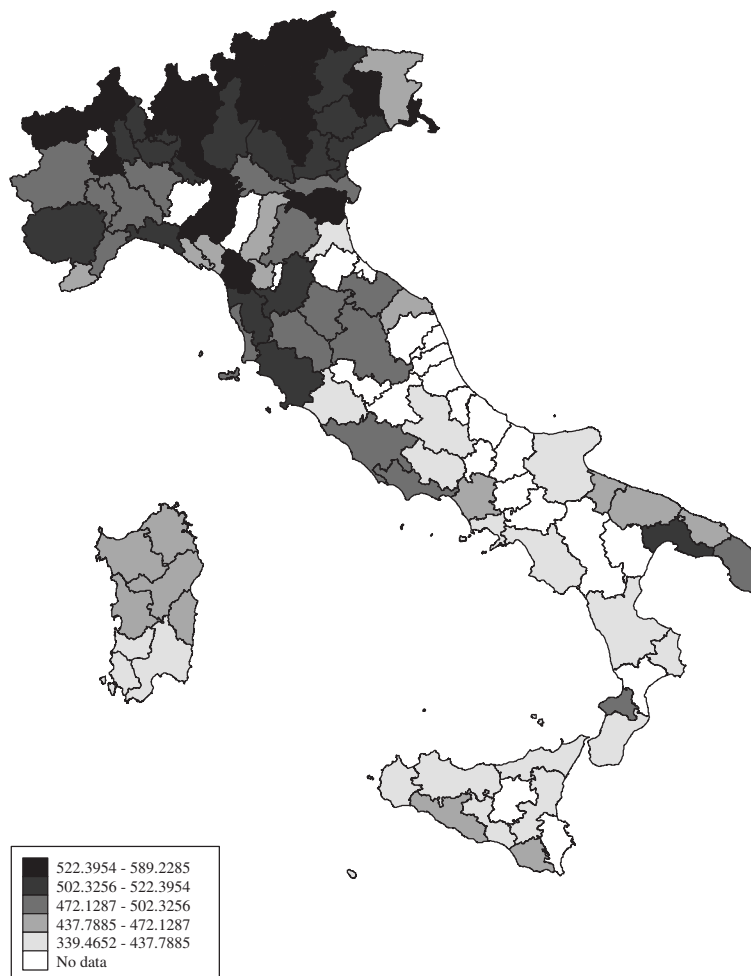 522.3954 - 589.2285
502.3256 - 522.3954
472.1287 - 502.3256
437.7885 - 472.1287
339.4652 - 437.7885
No data